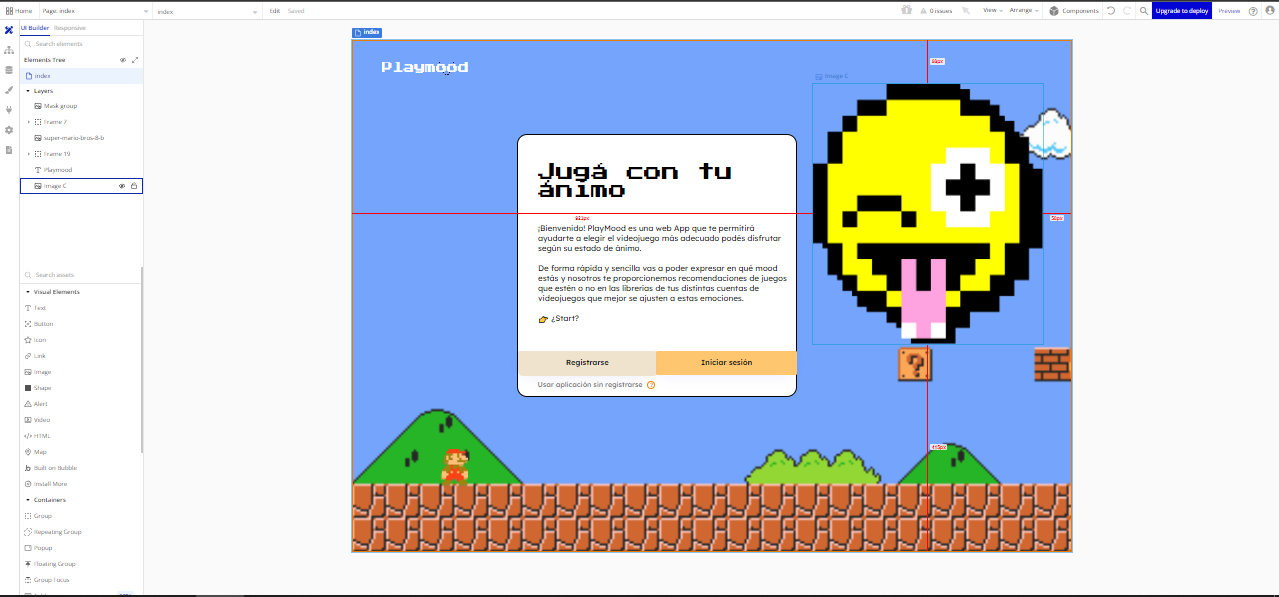 Home
Page: index
index
Edit
Saved
0 issues
View
Arrange
Components
Upgrade to deploy
Preview
UI Builder
Responsive
Search elements
Elements Tree
index
Layers
Mask group
Frame 7
super-mario-bros-8-b
Frame 19
Playmood
image C
Search assets
Visual Elements
Text
Button
Icon
Link
Image
Shape
Alert
Video
</> HTML
Map
Built on Bubble
Install More
Containers
Group
Repeating Group
Popup
Floating Group
Group Focus
index
Playmood
image C
Jugá con tu
ánimo
¡Bienvenido! PlayMood es una web App que te permitirá
ayudarte a elegir el videojuego más adecuado podés disfrutar
según su estado de ánimo.
De forma rápida y sencilla vas a poder expresar en qué mood
estás y nosotros te proporcionemos recomendaciones de juegos
que estén o no en las librerías de tus distintas cuentas de
videojuegos que mejor se ajusten a estas emociones.
👉 ¿Start?
Registrarse
Iniciar sesión
Usar aplicación sin registrarse ?
?